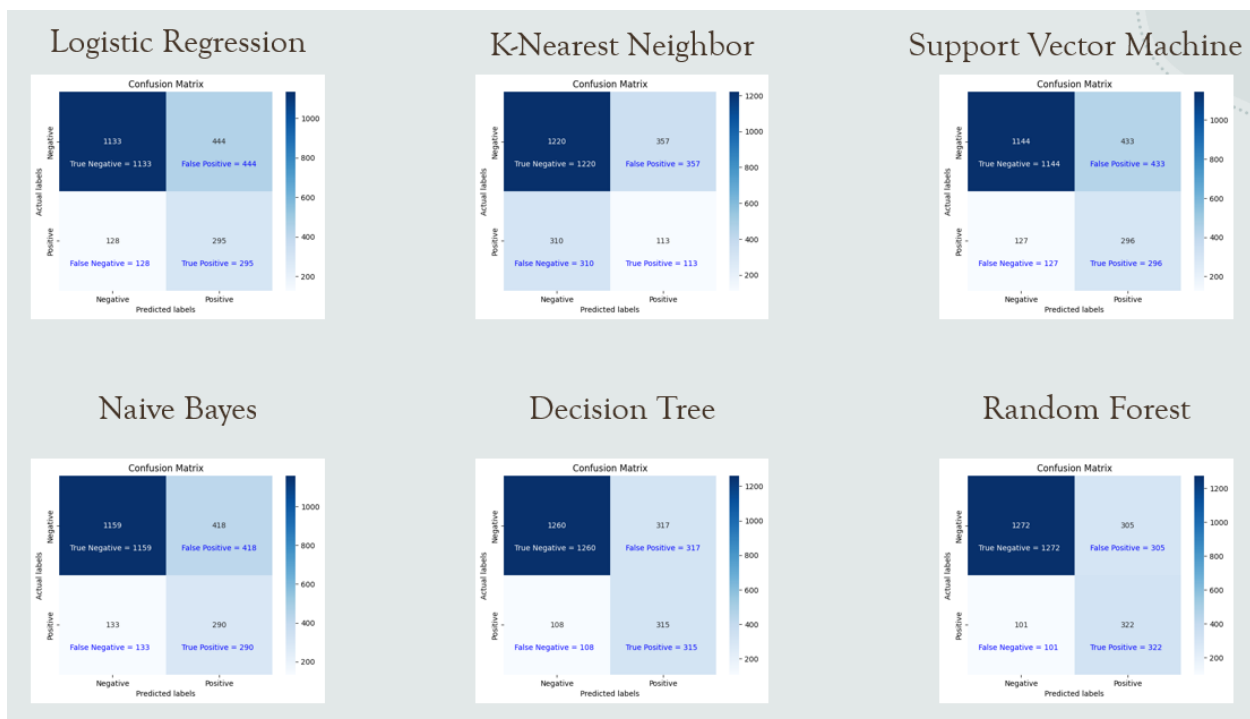 Logistic Regression
K-Nearest Neighbor
Support Vector Machine
Confusion Matrix
1133 444
True Negative = 1133 False Positive = 444
128 295
False Negative = 128 True Positive = 295
Negative
Positive
Actual labels
Negative Positive
Predicted labels
1000
800
600
400
200
Confusion Matrix
1220 357
True Negative = 1220 False Positive = 357
310 113
False Negative = 310 True Positive = 113
Negative
Positive
Actual labels
Negative Positive
Predicted labels
1200
1000
800
600
400
200
Confusion Matrix
1144 433
True Negative = 1144 False Positive = 433
127 296
False Negative = 127 True Positive = 296
Negative
Positive
Actual labels
Negative Positive
Predicted labels
1000
800
600
400
200
Naive Bayes
Decision Tree
Random Forest
Confusion Matrix
1159 418
True Negative = 1159 False Positive = 418
133 290
False Negative = 133 True Positive = 290
Negative
Positive
Actual labels
Negative Positive
Predicted labels
1000
800
600
400
200
Confusion Matrix
1260 317
True Negative = 1260 False Positive = 317
108 315
False Negative = 108 True Positive = 315
Negative
Positive
Actual labels
Negative Positive
Predicted labels
1200
1000
800
600
400
200
Confusion Matrix
1272 305
True Negative = 1272 False Positive = 305
101 322
False Negative = 101 True Positive = 322
Negative
Positive
Actual labels
Negative Positive
Predicted labels
1200
1000
800
600
400
200